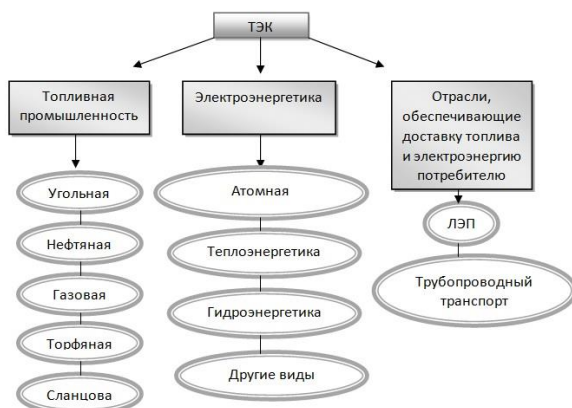 ТЭК
Топливная
промышленность
Угольная
Нефтяная
Газовая
Торфяная
Сланцова
Электроэнергетика
Атомная
Теплоэнергетика
Гидроэнергетика
Другие виды
Отрасли,
обеспечивающие
доставку топлива
и электроэнергию
потребителю
ЛЭП
Трубопроводный
транспорт